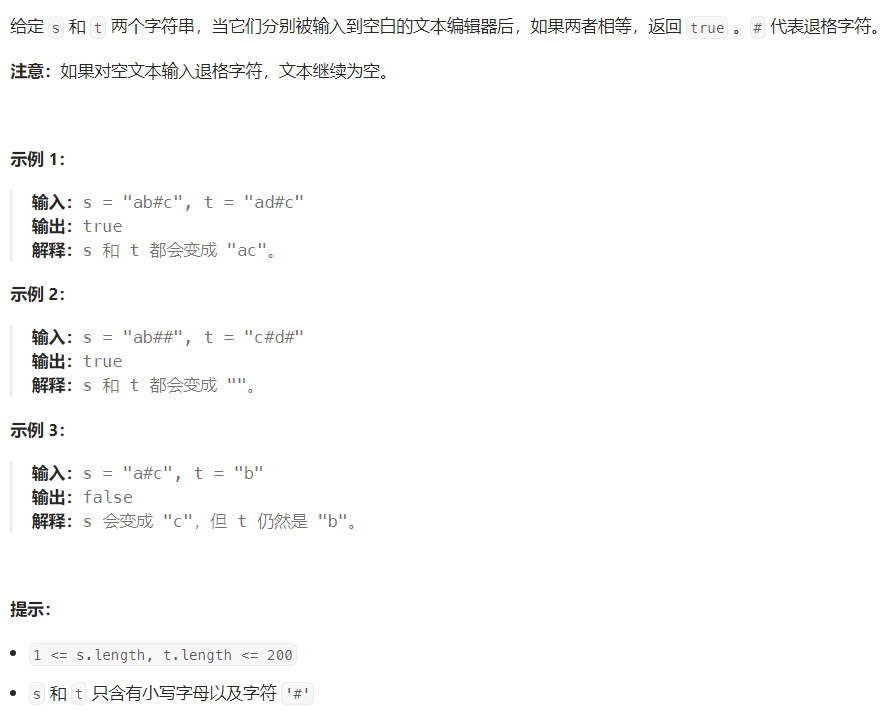 给定 s 和 t 两个字符串，当它们分别被输入到空白的文本编辑器后，如果两者相等，返回 true 。# 代表退格字符。
注意：如果对空文本输入退格字符，文本继续为空。
示例 1：
输入：s = "ab#c", t = "ad#c"
输出：true
解释：s 和 t 都会变成 "ac"。
示例 2：
输入：s = "ab##", t = "c#d#"
输出：true
解释：s 和 t 都会变成 ""。
示例 3：
输入：s = "a#c", t = "b"
输出：false
解释：s 会变成 "c"，但 t 仍然是 "b"。
提示：
• 1 <= s.length, t.length <= 200
• s 和 t 只含有小写字母以及字符 '#'